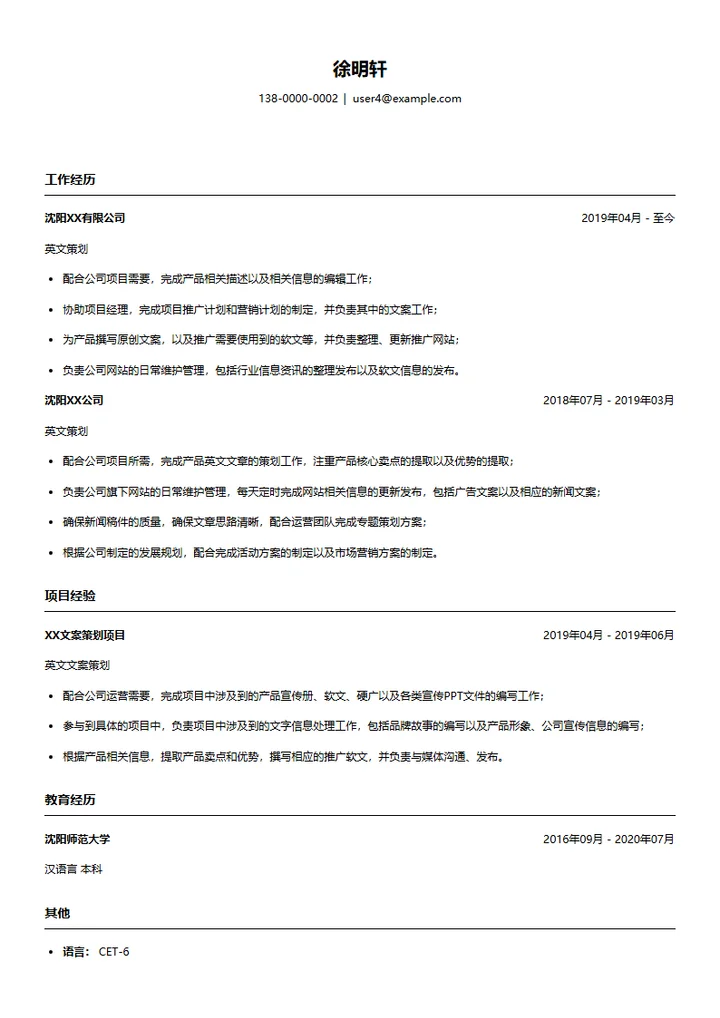 徐明轩
138-0000-0002 | user4@example.com
工作经历
沈阳XX有限公司 2019年04月 - 至今
英文策划
• 配合公司项目需要，完成产品相关描述以及相关信息的编辑工作；
• 协助项目经理，完成项目推广计划和营销计划的制定，并负责其中的文案工作；
• 为产品撰写原创文案，以及推广需要使用到的软文等，并负责整理、更新推广网站；
• 负责公司网站的日常维护管理，包括行业信息资讯的整理发布以及软文信息的发布。
沈阳XX公司 2018年07月 - 2019年03月
英文策划
• 配合公司项目所需，完成产品英文文章的策划工作，注重产品核心卖点的提取以及优势的提取；
• 负责公司旗下网站的日常维护管理，每天定时完成网站相关信息的更新发布，包括广告文案以及相应的新闻文案；
• 确保新闻稿件的质量，确保文章思路清晰，配合运营团队完成专题策划方案；
• 根据公司制定的发展规划，配合完成活动方案的制定以及市场营销方案的制定。
项目经验
XX文案策划项目 2019年04月 - 2019年06月
英文文案策划
• 配合公司运营需要，完成项目中涉及到的产品宣传册、软文、硬广以及各类宣传PPT文件的编写工作；
• 参与到具体的项目中，负责项目中涉及到的文字信息处理工作，包括品牌故事的编写以及产品形象、公司宣传信息的编写；
• 根据产品相关信息，提取产品卖点和优势，撰写相应的推广软文，并负责与媒体沟通、发布。
教育经历
沈阳师范大学 2016年09月 - 2020年07月
汉语言 本科
其他
• 语言： CET-6